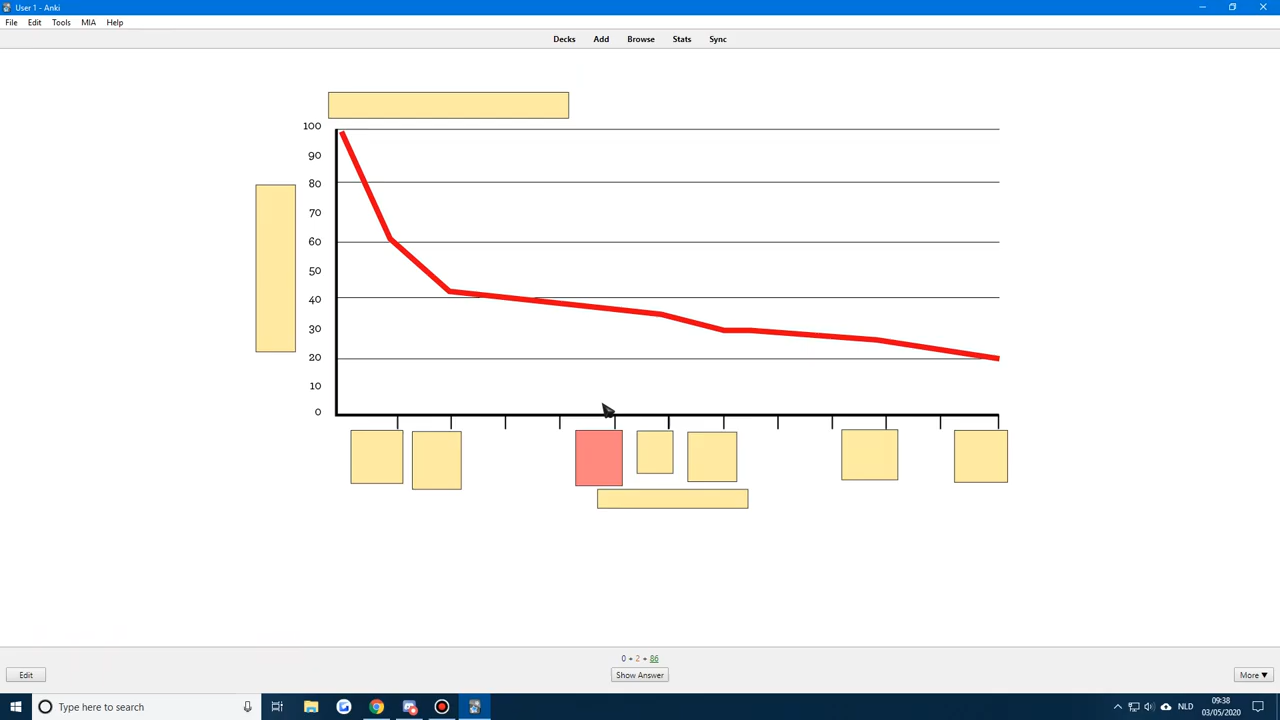 User 1 - Anki
File Edit Tools MIA Help
Decks Add Browse Stats Sync
100
90
80
70
60
50
40
30
20
10
0
0 + 2 + 86
Edit Show Answer More ▼
Type here to search
NLD
09:38
03/05/2020